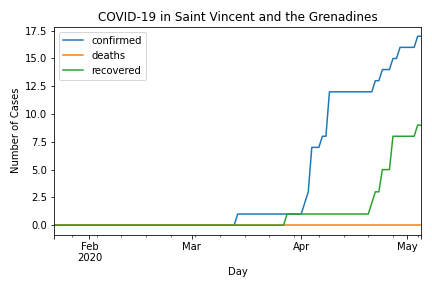 COVID-19 in Saint Vincent and the Grenadines
17.5
15.0
12.5
10.0
7.5
5.0
2.5
0.0
Number of Cases
confirmed
deaths
recovered
Feb
2020
Mar
Apr
May
Day